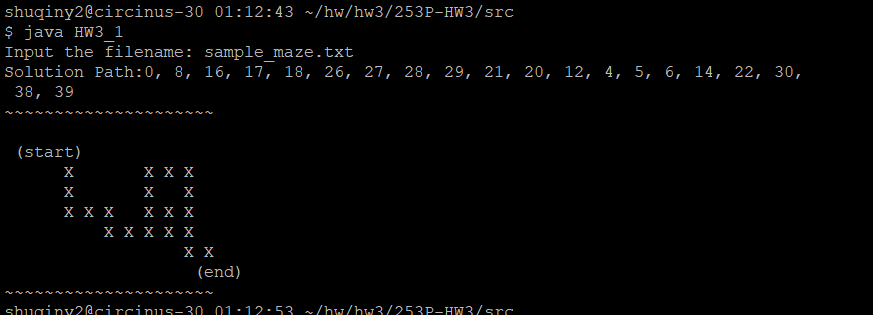 shuqiny2@circinus-30 01:12:43 ~/hw/hw3/253P-HW3/src
$ java HW3_1
Input the filename: sample_maze.txt
Solution Path:0, 8, 16, 17, 18, 26, 27, 28, 29, 21, 20, 12, 4, 5, 6, 14, 22, 30,
 38, 39
~~~~~~~~~~~~~~~~~~~~~
 (start)
      X       X X X
      X       X   X
      X X X   X X X
          X X X X X
                  X X
                   (end)
~~~~~~~~~~~~~~~~~~~~~
shuqiny2@circinus-30 01:12:53 ~/hw/hw3/253P-HW3/src